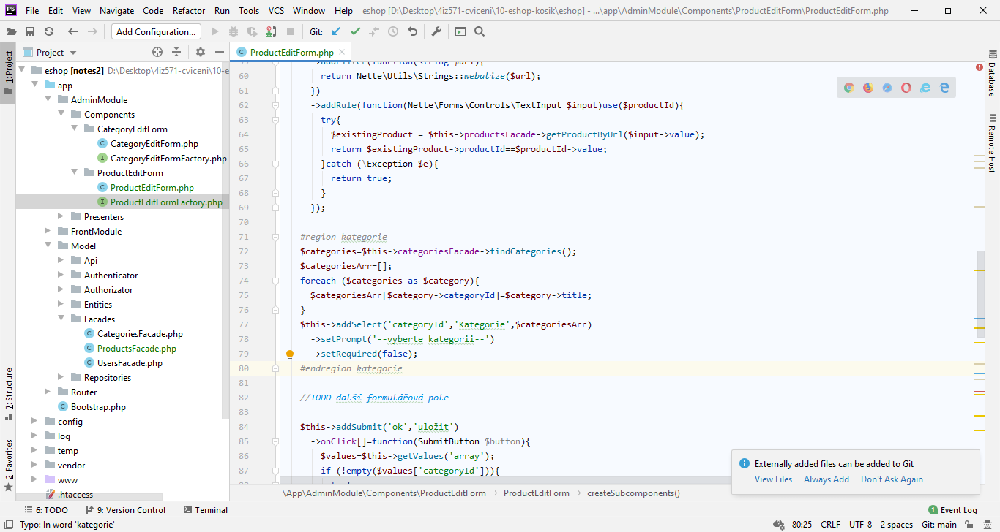 PS File Edit View Navigate Code Refactor Run Tools VCS Window Help eshop [D:\Desktop\4iz571-cviceni\10-eshop-kosik\eshop] - ...\app\AdminModule\Components\ProductEditForm\ProductEditForm.php
Add Configuration... Git:
Project
ProductEditForm.php
1: Project
7: Structure
2: Favorites
Database
Remote Host
eshop [notes2] D:\Desktop\4iz571-cviceni\10-e
app
AdminModule
Components
CategoryEditForm
CategoryEditForm.php
CategoryEditFormFactory.php
ProductEditForm
ProductEditForm.php
ProductEditFormFactory.php
Presenters
FrontModule
Model
Api
Authenticator
Authorizator
Entities
Facades
CategoriesFacade.php
ProductsFacade.php
UsersFacade.php
Repositories
Router
Bootstrap.php
config
log
temp
vendor
www
.htaccess
59 ->addFilter(function(string $url){
60 return Nette\Utils\Strings::webalize($url);
61 })
62 ->addRule(function(Nette\Forms\Controls\TextInput $input)use($productId){
63 try{
64 $existingProduct = $this->productsFacade->getProductByUrl($input->value);
65 return $existingProduct->productId==$productId->value;
66 }catch (\Exception $e){
67 return true;
68 }
69 });
70
71 #region kategorie
72 $categories=$this->categoriesFacade->findCategories();
73 $categoriesArr=[];
74 foreach ($categories as $category){
75 $categoriesArr[$category->categoryId]=$category->title;
76 }
77 $this->addSelect('categoryId','Kategorie',$categoriesArr)
78 ->setPrompt('--vyberte kategorii--')
79 ->setRequired(false);
80 #endregion kategorie
81
82 //TODO další formulářová pole
83
84 $this->addSubmit('ok','uložit')
85 ->onClick[]=function(SubmitButton $button){
86 $values=$this->getValues('array');
87 if (!empty($values['categoryId'])){
Externally added files can be added to Git
View Files Always Add Don't Ask Again
\App\AdminModule\Components\ProductEditForm › ProductEditForm › createSubcomponents()
6: TODO 9: Version Control Terminal 1 Event Log
Typo: In word 'kategorie' 80:25 CRLF UTF-8 2 spaces Git: main